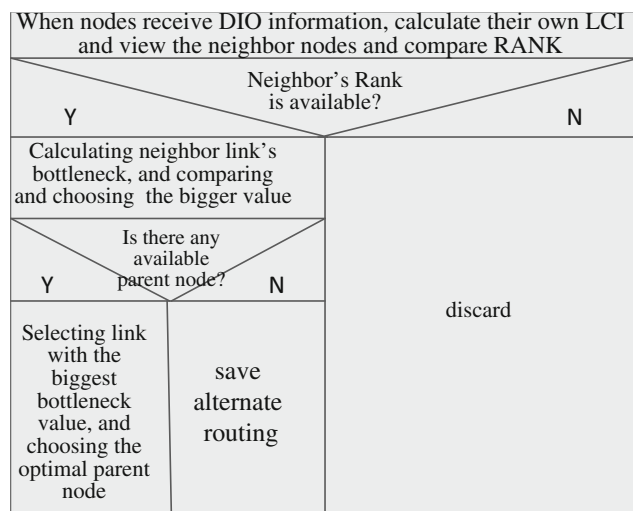 When nodes receive DIO information, calculate their own LCI
and view the neighbor nodes and compare RANK
Neighbor's Rank
is available?
Y
N
Calculating neighbor link's
bottleneck, and comparing
and choosing the bigger value
Is there any
available
parent node?
Y
N
discard
Selecting link
with the
biggest
bottleneck
value, and
choosing the
optimal parent
node
save
alternate
routing